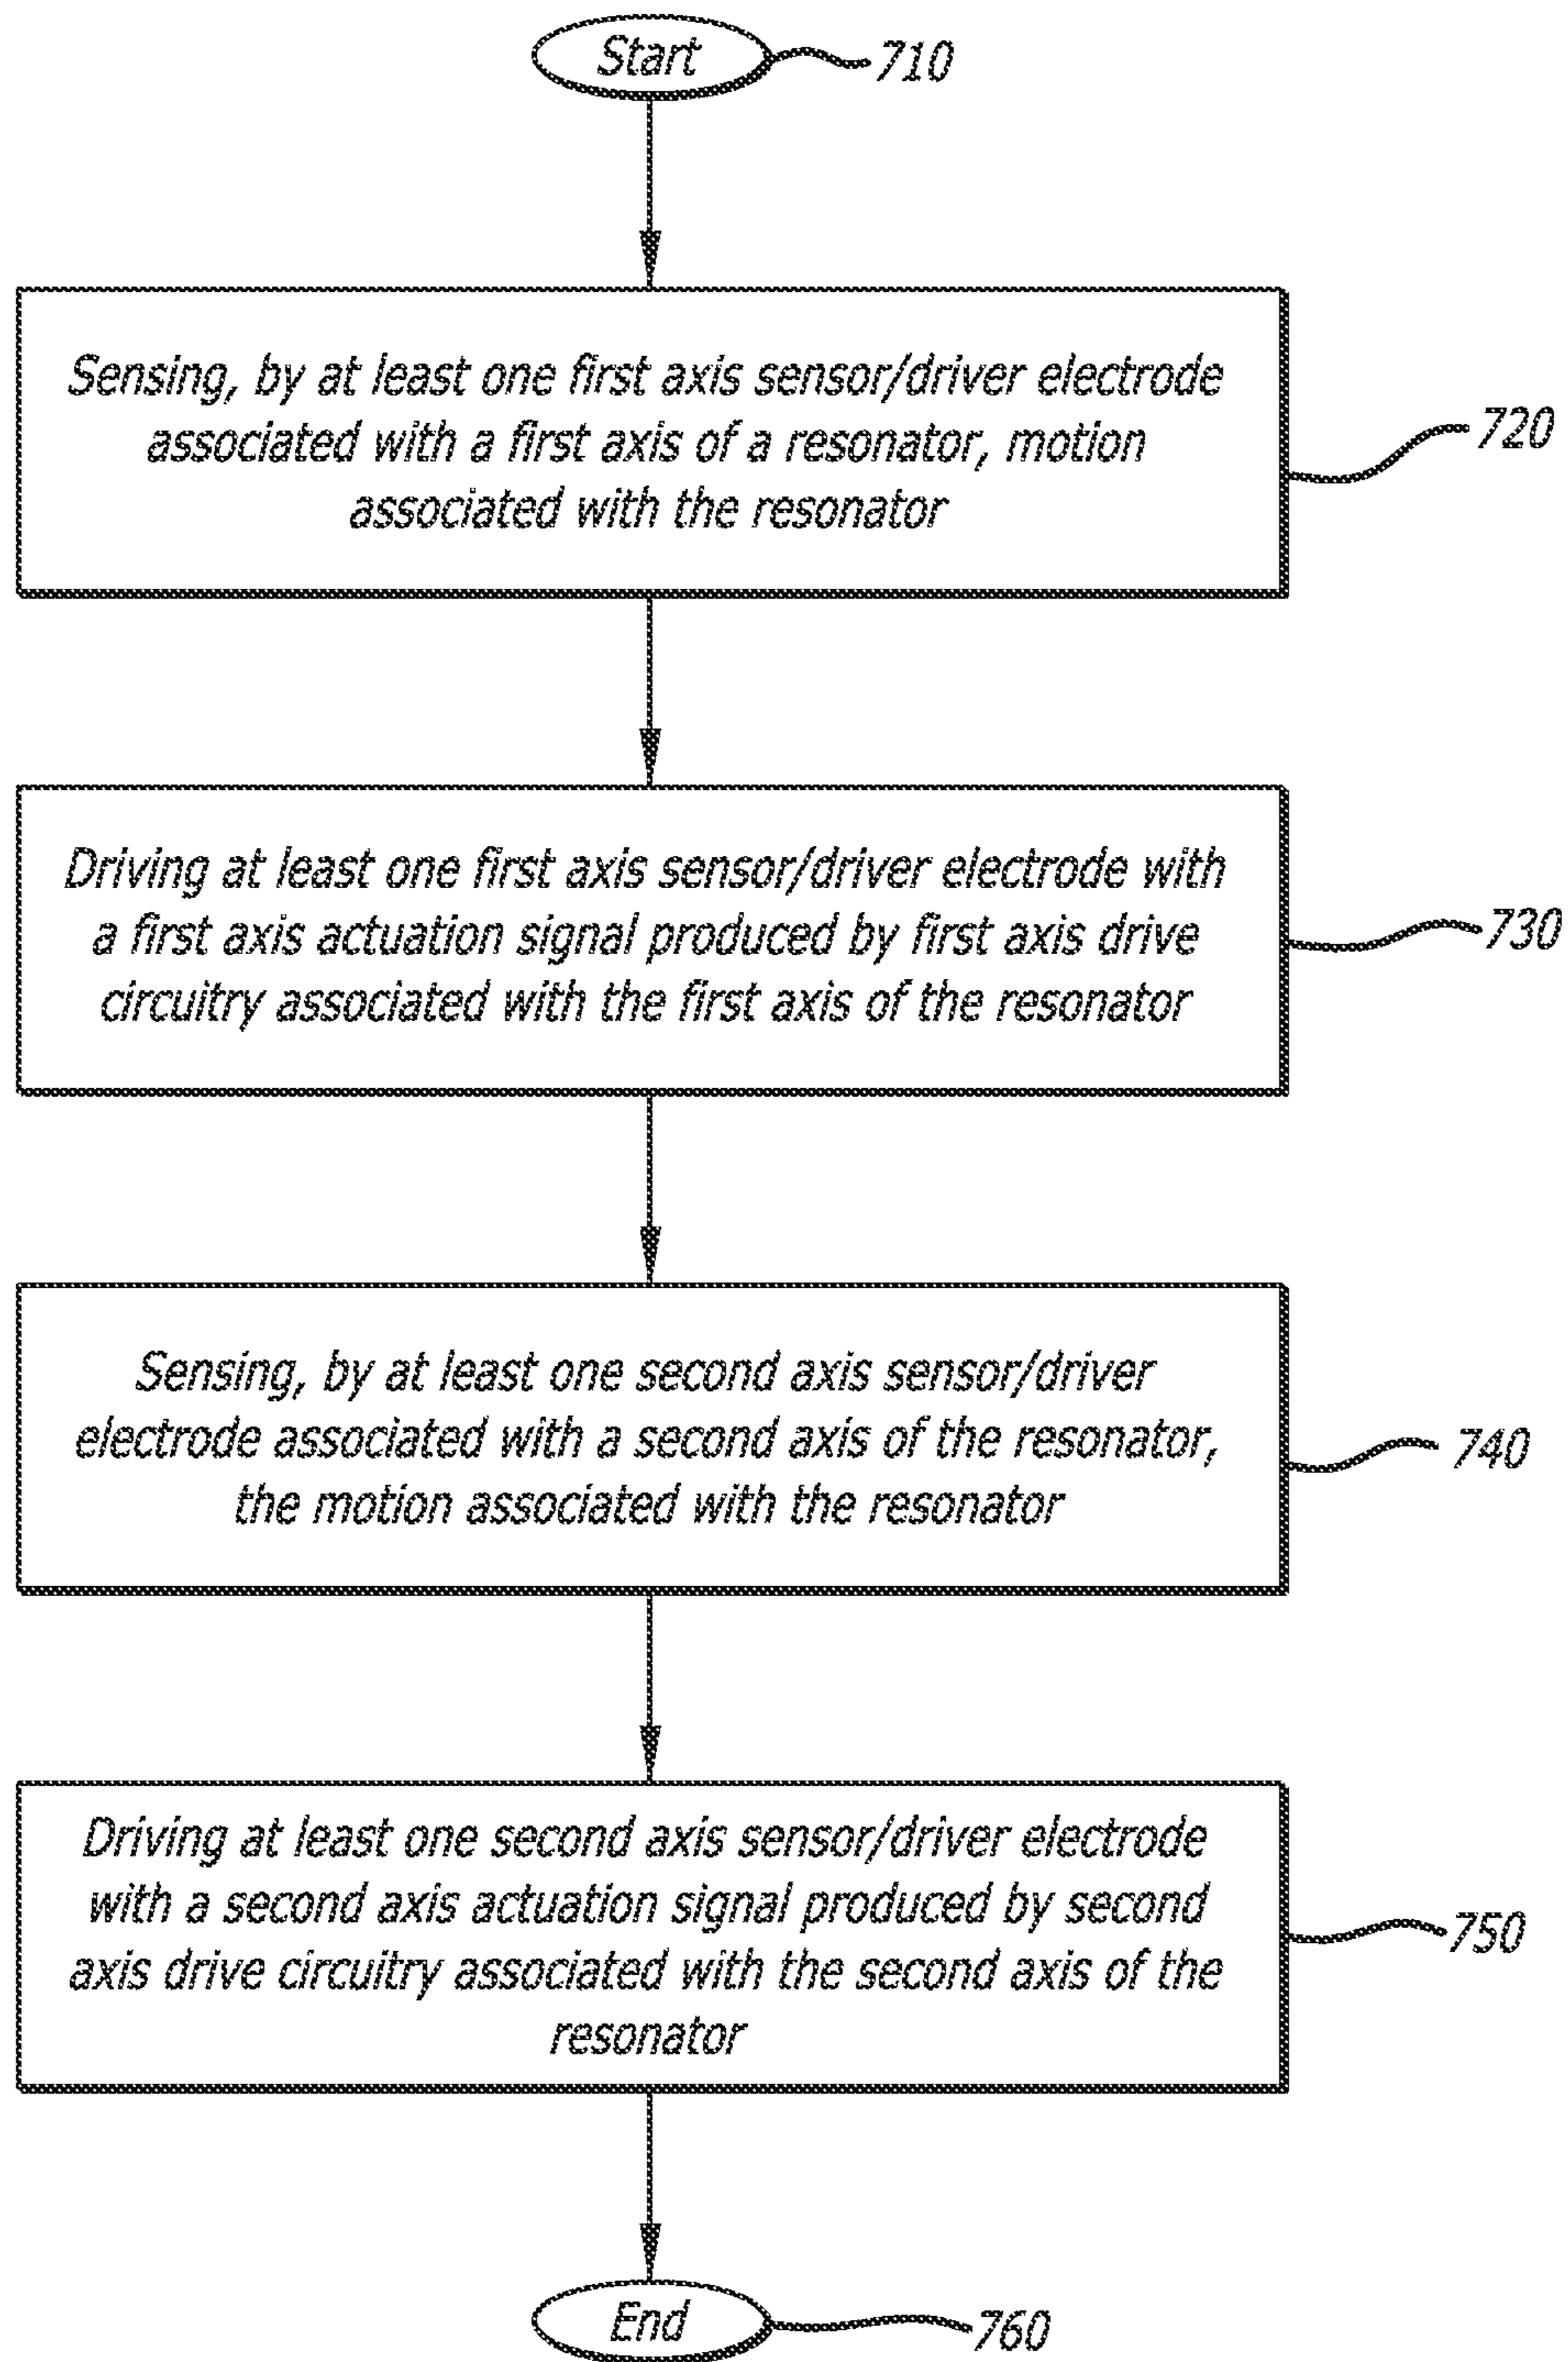 Start
710
Sensing, by at least one first axis sensor/driver electrode
associated with a first axis of a resonator, motion
associated with the resonator
720
Driving at least one first axis sensor/driver electrode with
a first axis actuation signal produced by first axis drive
circuitry associated with the first axis of the resonator
730
Sensing, by at least one second axis sensor/driver
electrode associated with a second axis of the resonator,
the motion associated with the resonator
740
Driving at least one second axis sensor/driver electrode
with a second axis actuation signal produced by second
axis drive circuitry associated with the second axis of the
resonator
750
End
760